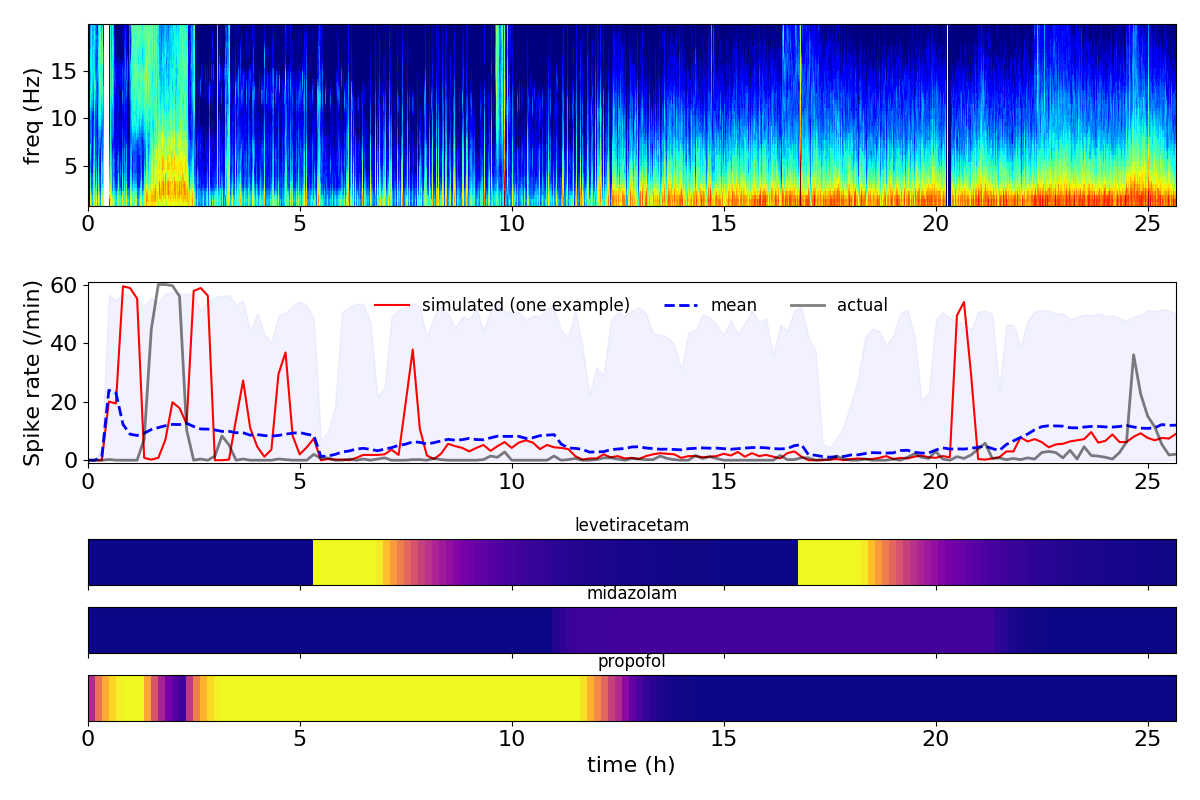 freq (Hz)
15
10
5
0 5 10 15 20 25
Spike rate (/min)
60
40
20
0
simulated (one example) mean actual
0 5 10 15 20 25
levetiracetam
midazolam
propofol
0 5 10 15 20 25
time (h)